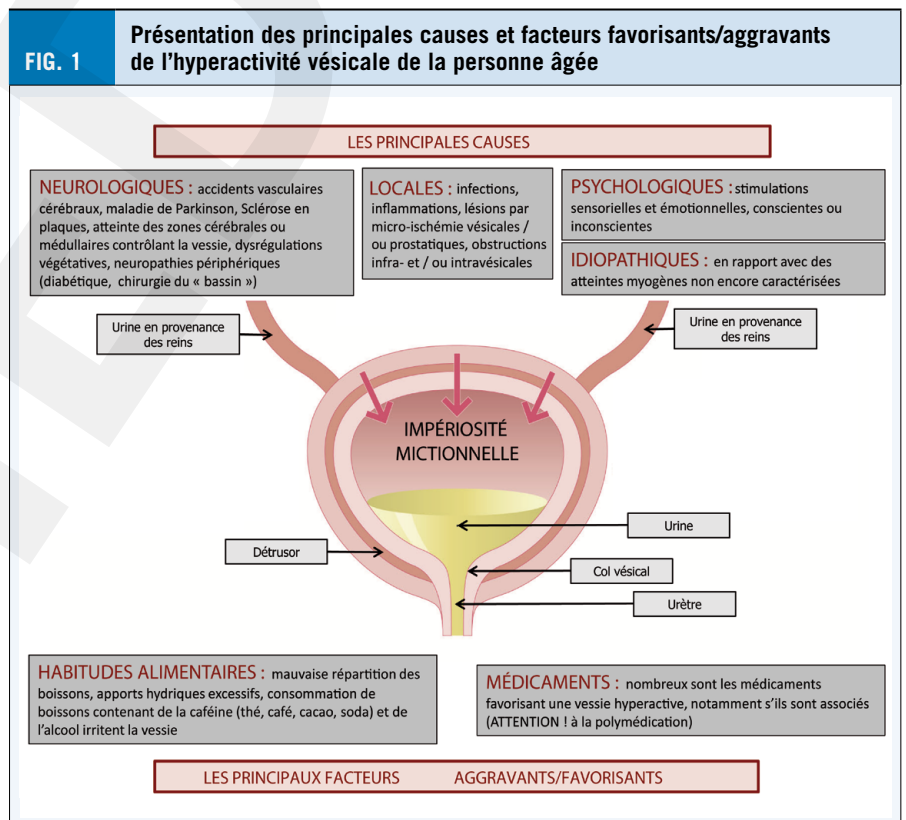 FIG. 1
Présentation des principales causes et facteurs favorisants/aggravants
de l'hyperactivité vésicale de la personne âgée
LES PRINCIPALES CAUSES
NEUROLOGIQUES : accidents vasculaires
cérébraux, maladie de Parkinson, Sclérose en
plaques, atteinte des zones cérébrales ou
médullaires contrôlant la vessie, dysrégulations
végétatives, neuropathies périphériques
(diabétique, chirurgie du « bassin »)
LOCALES : infections,
inflammations, lésions par
micro-ischémie vésicales /
ou prostatiques, obstructions
infra- et / ou intravésicales
PSYCHOLOGIQUES : stimulations
sensorielles et émotionnelles, conscientes ou
inconscientes
IDIOPATHIQUES : en rapport avec des
atteintes myogènes non encore caractérisées
Urine en provenance
des reins
Urine en provenance
des reins
IMPÉRIOSITÉ
MICTIONNELLE
Urine
Détrusor
Col vésical
Urètre
HABITUDES ALIMENTAIRES : mauvaise répartition des
boissons, apports hydriques excessifs, consommation de
boissons contenant de la caféine (thé, café, cacao, soda) et de
l'alcool irritent la vessie
MÉDICAMENTS : nombreux sont les médicaments
favorisant une vessie hyperactive, notamment s'ils sont associés
(ATTENTION ! à la polymédication)
LES PRINCIPAUX FACTEURS AGGRAVANTS/FAVORISANTS